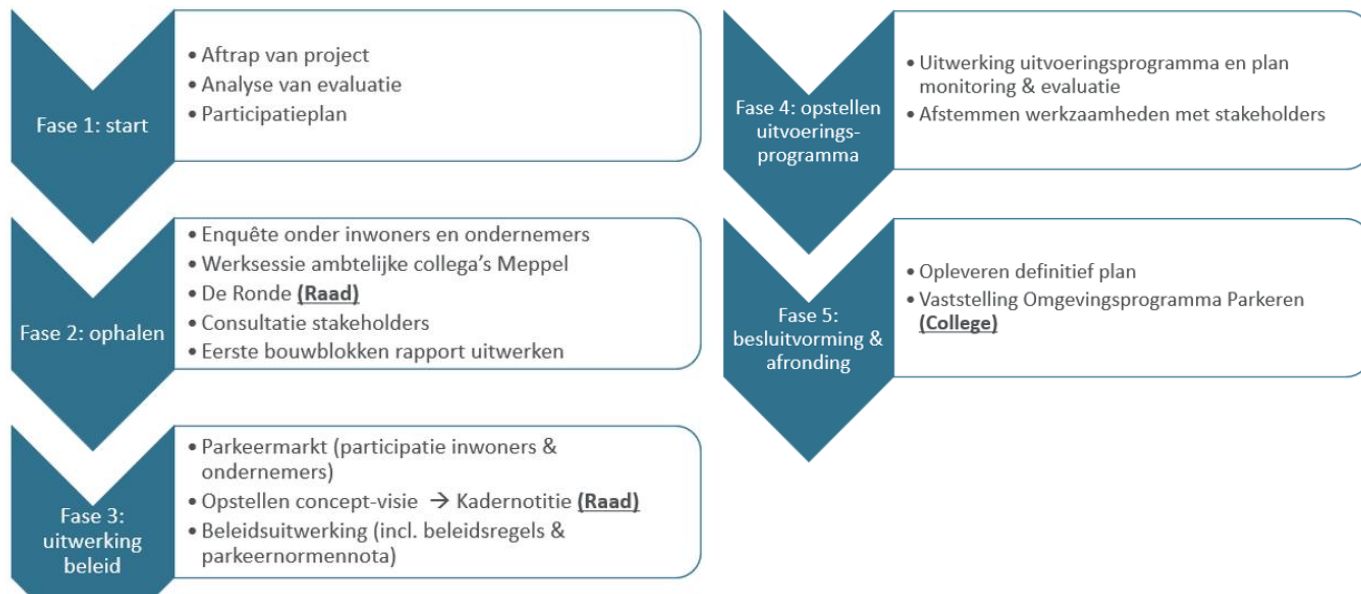 Fase 1: start
• Aftrap van project
• Analyse van evaluatie
• Participatieplan
Fase 2: ophalen
• Enquête onder inwoners en ondernemers
• Werksessie ambtelijke collega's Meppel
• De Ronde (Raad)
• Consultatie stakeholders
• Eerste bouwblokken rapport uitwerken
Fase 3:
uitwerking
beleid
• Parkeermarkt (participatie inwoners &
ondernemers)
• Opstellen concept-visie → Kadernotitie (Raad)
• Beleidsuitwerking (incl. beleidsregels &
parkeernormennota)
Fase 4: opstellen
uitvoerings-
programma
• Uitwerking uitvoeringsprogramma en plan
monitoring & evaluatie
• Afstemmen werkzaamheden met stakeholders
Fase 5:
besluitvorming &
afronding
• Opleveren definitief plan
• Vaststelling Omgevingsprogramma Parkeren
(College)